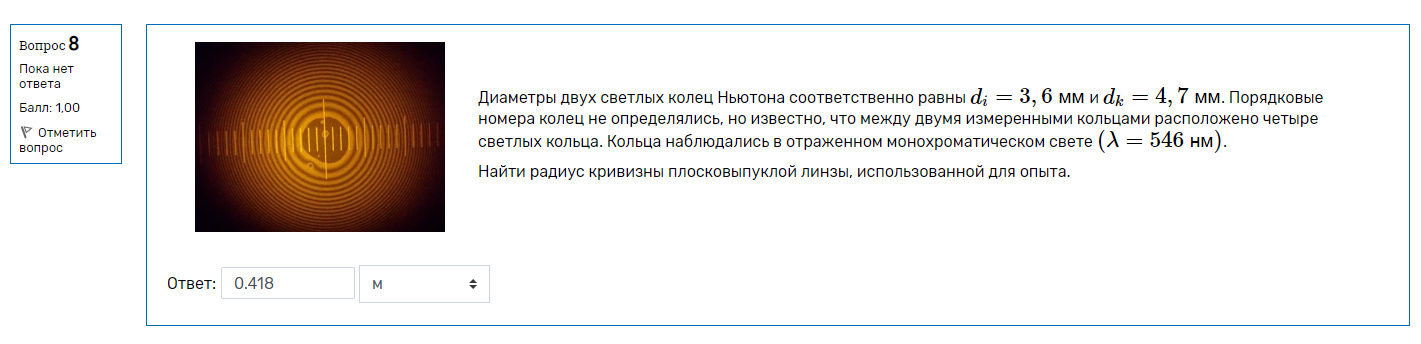 Вопрос 8
Пока нет
ответа
Балл: 1,00
Отметить
вопрос
Диаметры двух светлых колец Ньютона соответственно равны dᵢ = 3, 6 мм и dₖ = 4, 7 мм. Порядковые
номера колец не определялись, но известно, что между двумя измеренными кольцами расположено четыре
светлых кольца. Кольца наблюдались в отраженном монохроматическом свете (λ = 546 нм).
Найти радиус кривизны плосковыпуклой линзы, использованной для опыта.
Ответ: 0.418 м